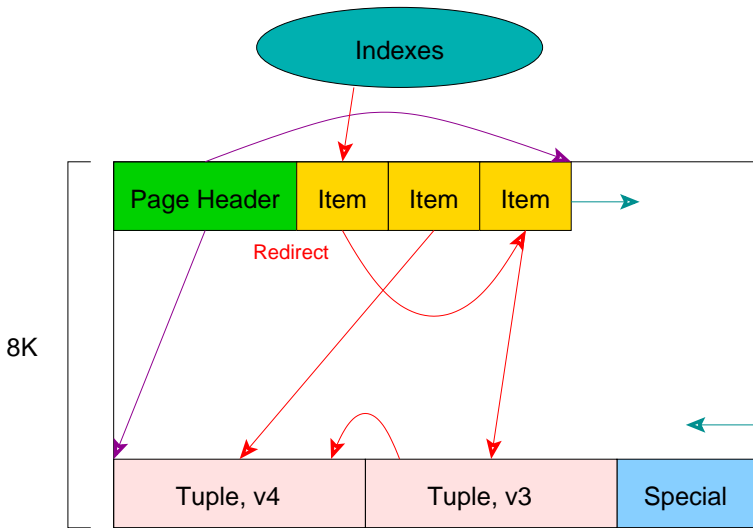 Indexes
Page Header Item Item Item
Redirect
8K
Tuple, v4 Tuple, v3 Special